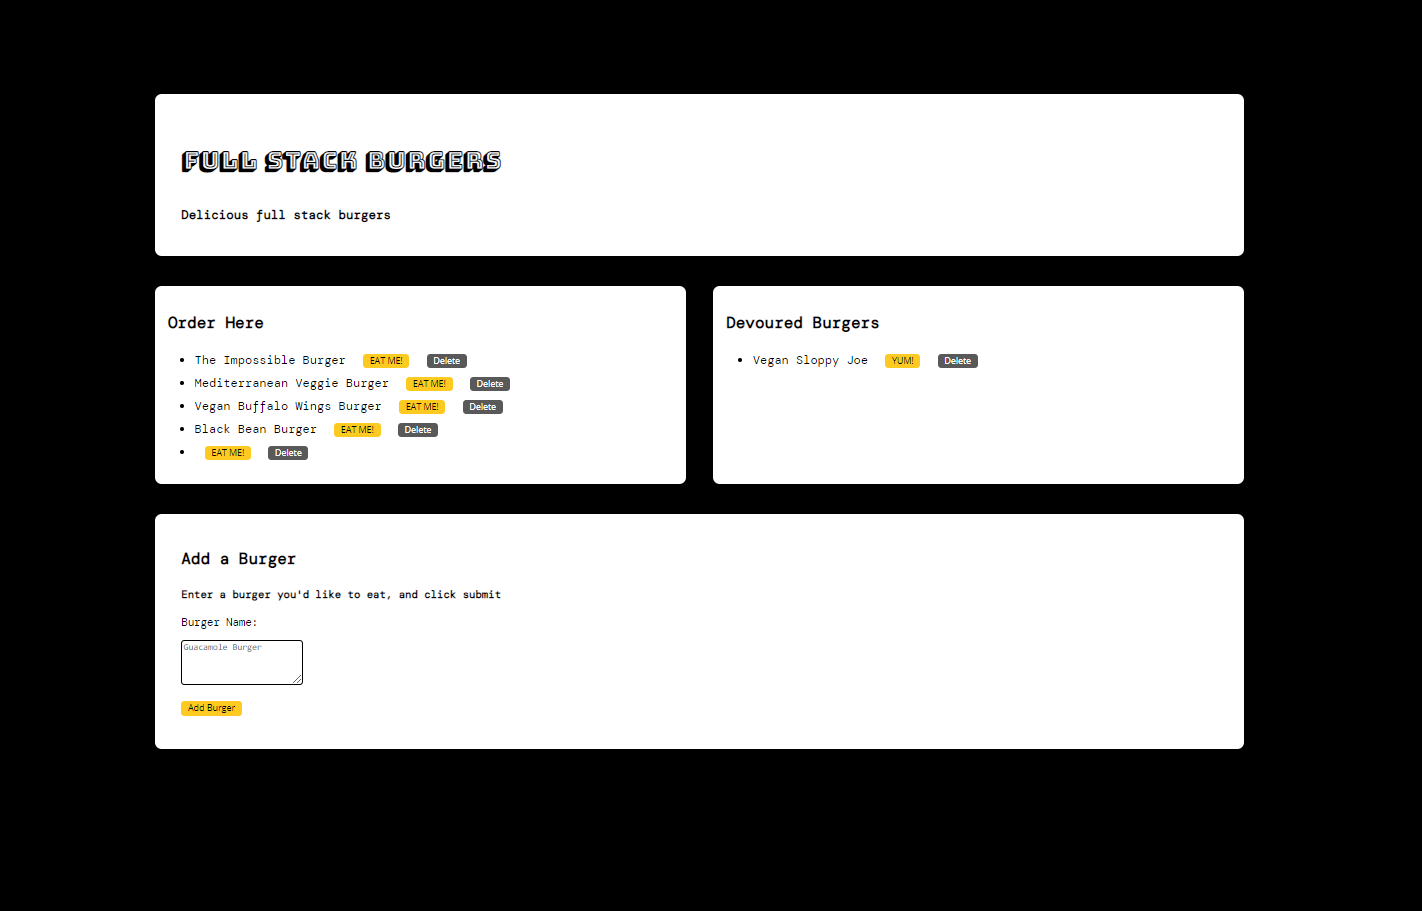 FULL STACK BURGERS
Delicious full stack burgers
Order Here
The Impossible Burger EAT ME! Delete
Mediterranean Veggie Burger EAT ME! Delete
Vegan Buffalo Wings Burger EAT ME! Delete
Black Bean Burger EAT ME! Delete
EAT ME! Delete
Devoured Burgers
Vegan Sloppy Joe YUM! Delete
Add a Burger
Enter a burger you'd like to eat, and click submit
Burger Name:
Guacamole Burger
Add Burger